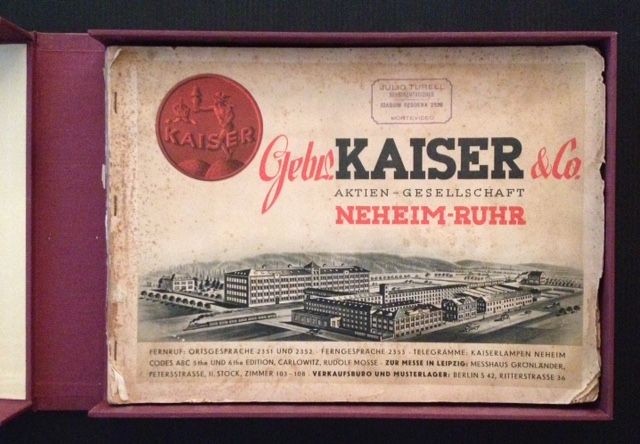 KAISER
JULIO TURELL
REPRESENTACIONES
MONTEVIDEO
Gebr. KAISER & Co.
AKTIEN-GESELLSCHAFT
NEHEIM-RUHR
FERNRUF: ORTSGESPRÄCHE 2351 UND 2352 · FERNGESPRÄCHE 2353 · TELEGRAMME: KAISERLAMPEN NEHEIM
CODES ABC 5the UND 6the EDITION, CARLOWITZ, RUDOLF MOSSE · ZUR MESSE IN LEIPZIG: MESSHAUS GRÖNLÄNDER,
PETERSSTRASSE, II. STOCK, ZIMMER 103-108 · VERKAUFSBÜRO UND MUSTERLAGER: BERLIN S 42, RITTERSTRASSE 36